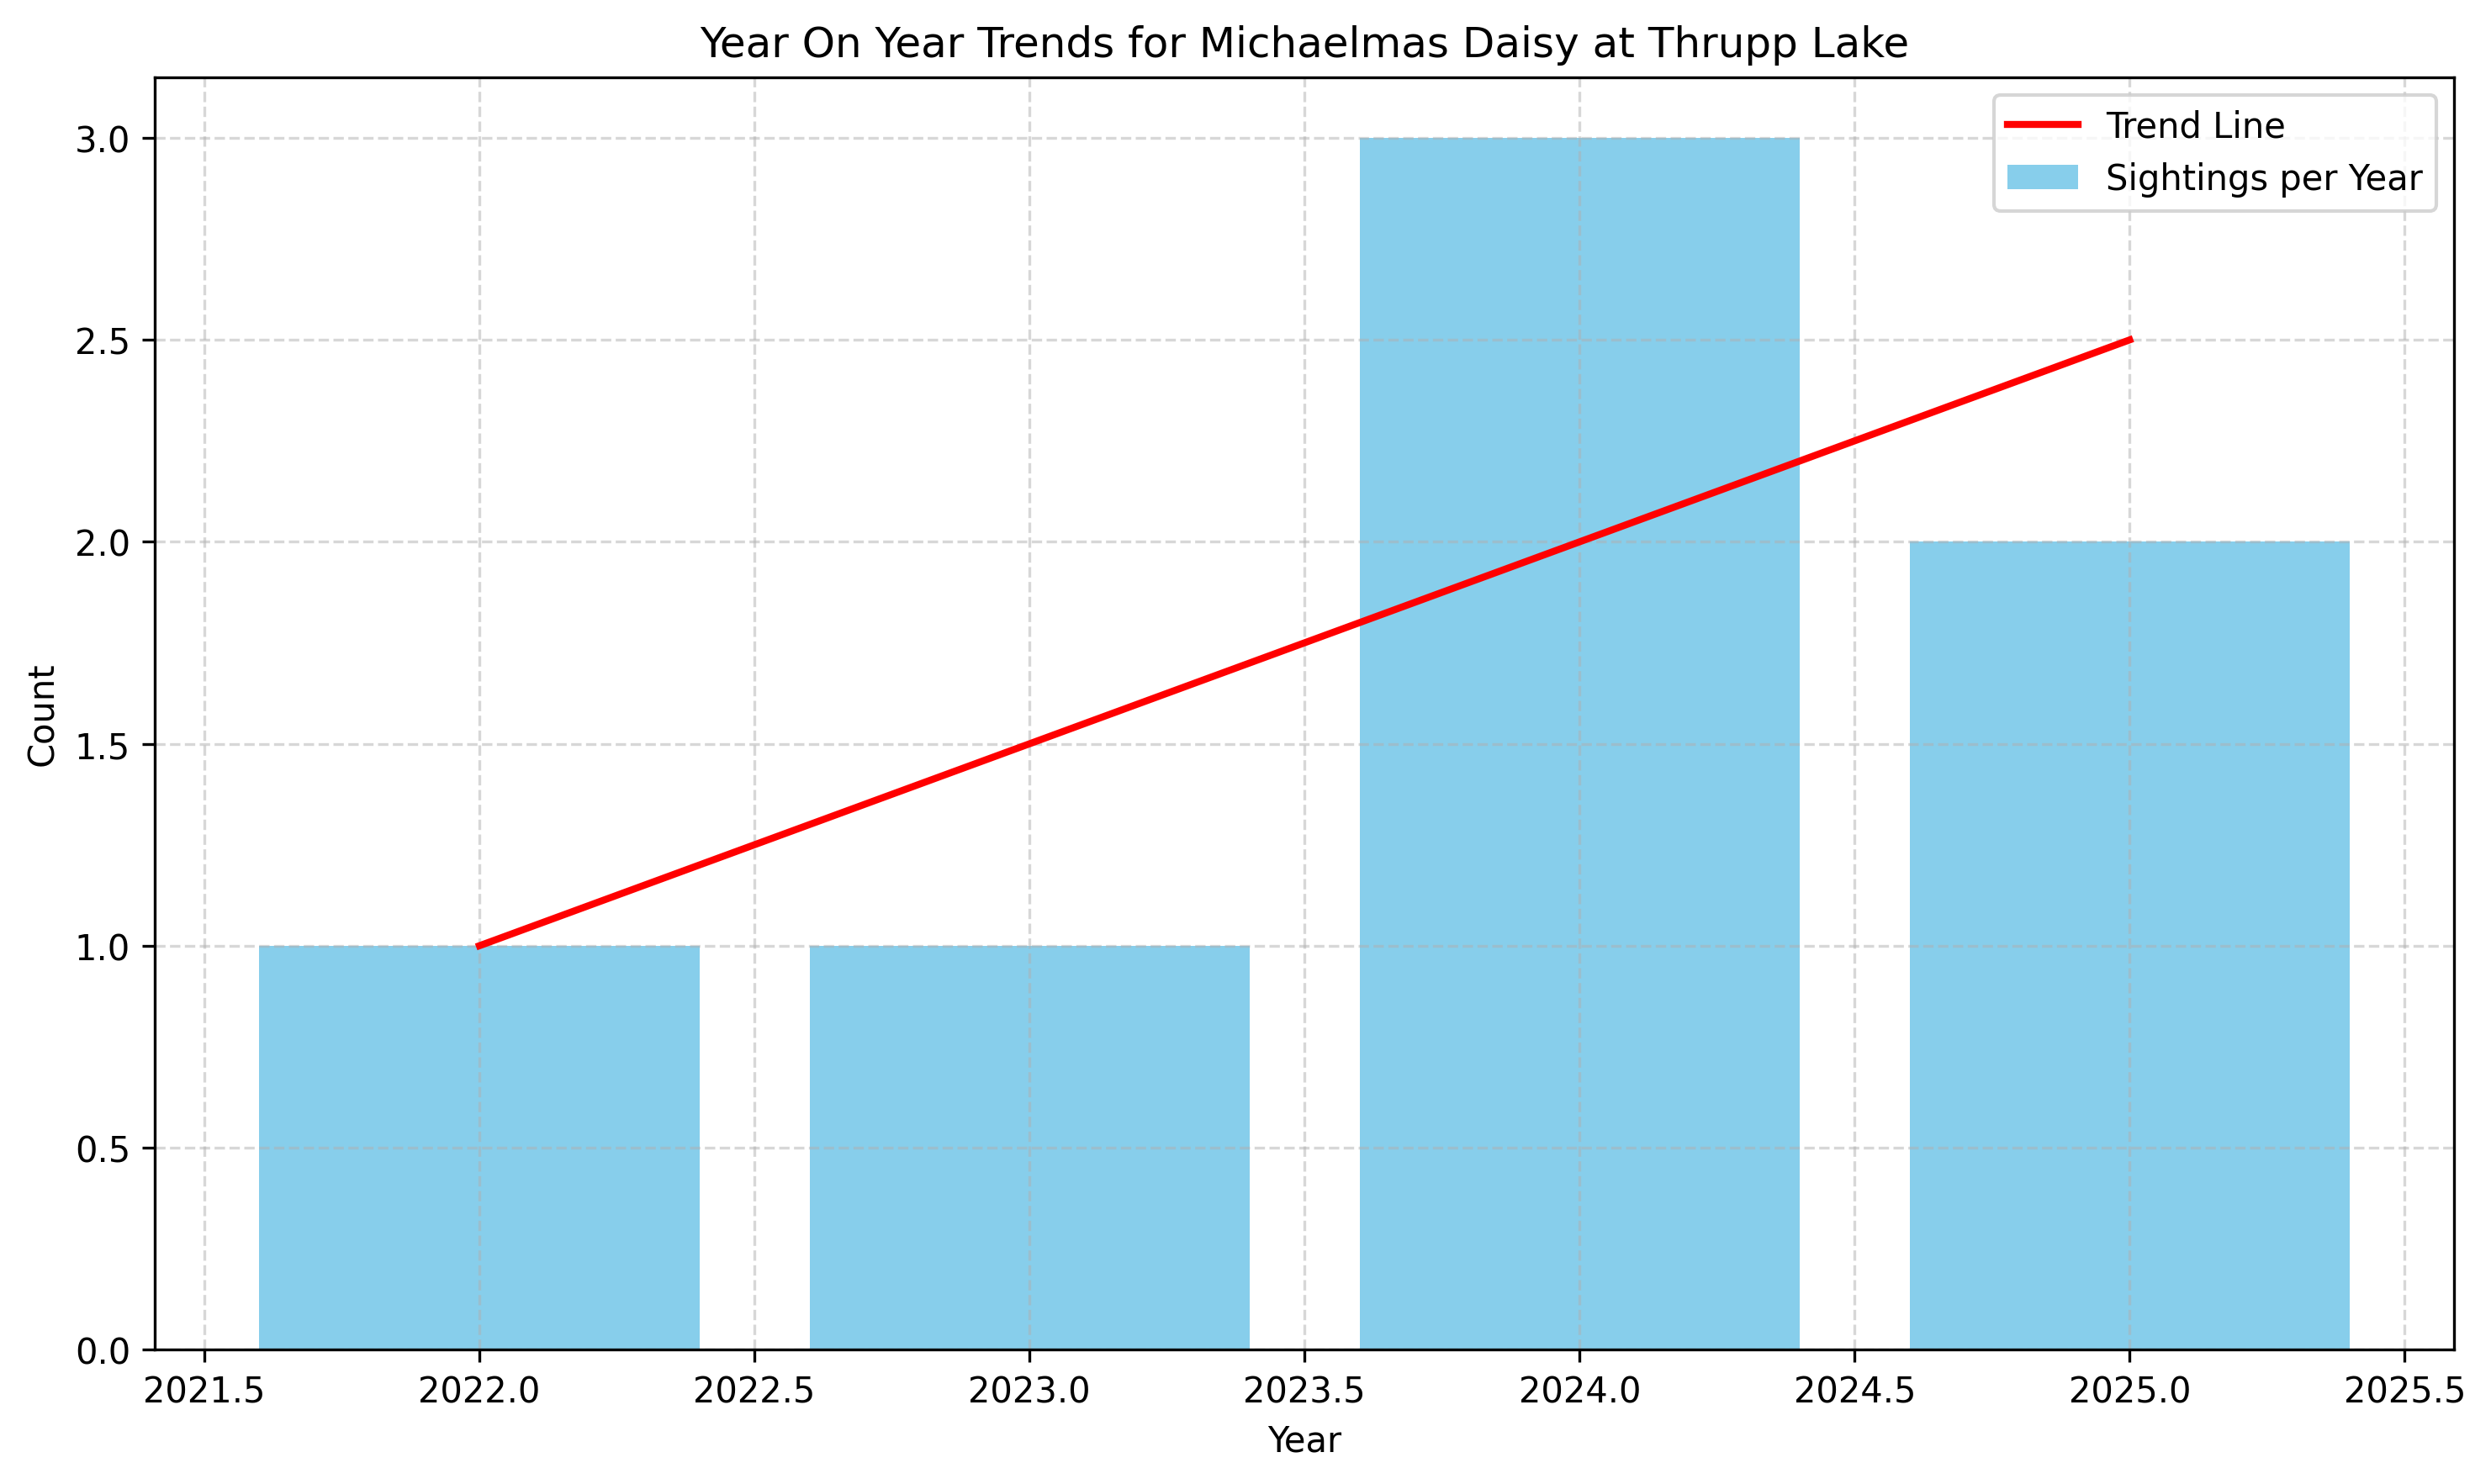 Year On Year Trends for Michaelmas Daisy at Thrupp Lake
Trend Line
Sightings per Year
3.0
2.5
2.0
1.5
1.0
0.5
0.0
Count
2021.5 2022.0 2022.5 2023.0 2023.5 2024.0 2024.5 2025.0 2025.5
Year